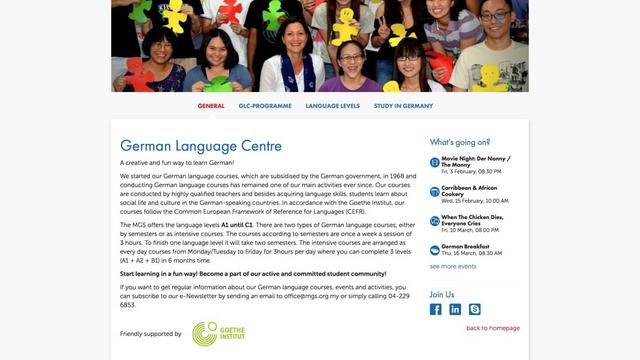 GENERAL GLC-PROGRAMME LANGUAGE LEVELS STUDY IN GERMANY
German Language Centre
A creative and fun way to learn German!
We started our German language courses, which are subsidised by the German government, in 1968 and
conducting German language courses has remained one of our main activities ever since. Our courses
are conducted by highly qualified teachers and besides acquiring language skills, students learn about
social life and culture in the German-speaking countries. In accordance with the Goethe Institut, our
courses follow the Common European Framework of Reference for Languages (CEFR).
The MGS offers the language levels A1 until C1. There are two types of German language courses, either
by semesters or as intensive courses. The courses according to semesters are once a week a session of
3 hours. To finish one language level it will take two semesters. The intensive courses are arranged as
every day courses from Monday/Tuesday to Friday for 3hours per day where you can complete 3 levels
(A1 + A2 + B1) in 6 months time.
Start learning in a fun way! Become a part of our active and committed student community!
If you want to get regular information about our German language courses, events and activities, you
can subscribe to our e-Newsletter by sending an email to office@mgs.org.my or simply calling 04-229
6853.
Friendly supported by
GOETHE
INSTITUT
What's going on?
Movie Night: Der Nanny /
The Manny
Fri, 3 February, 08.30 PM
Carribbean & African
Cookery
Wed, 15 February, 10.00 AM
When The Chicken Dies,
Everyone Cries
Fri, 10 March, 08.00 PM
German Breakfast
Thu, 16 March, 08.30 AM
see more events
Join Us
back to homepage